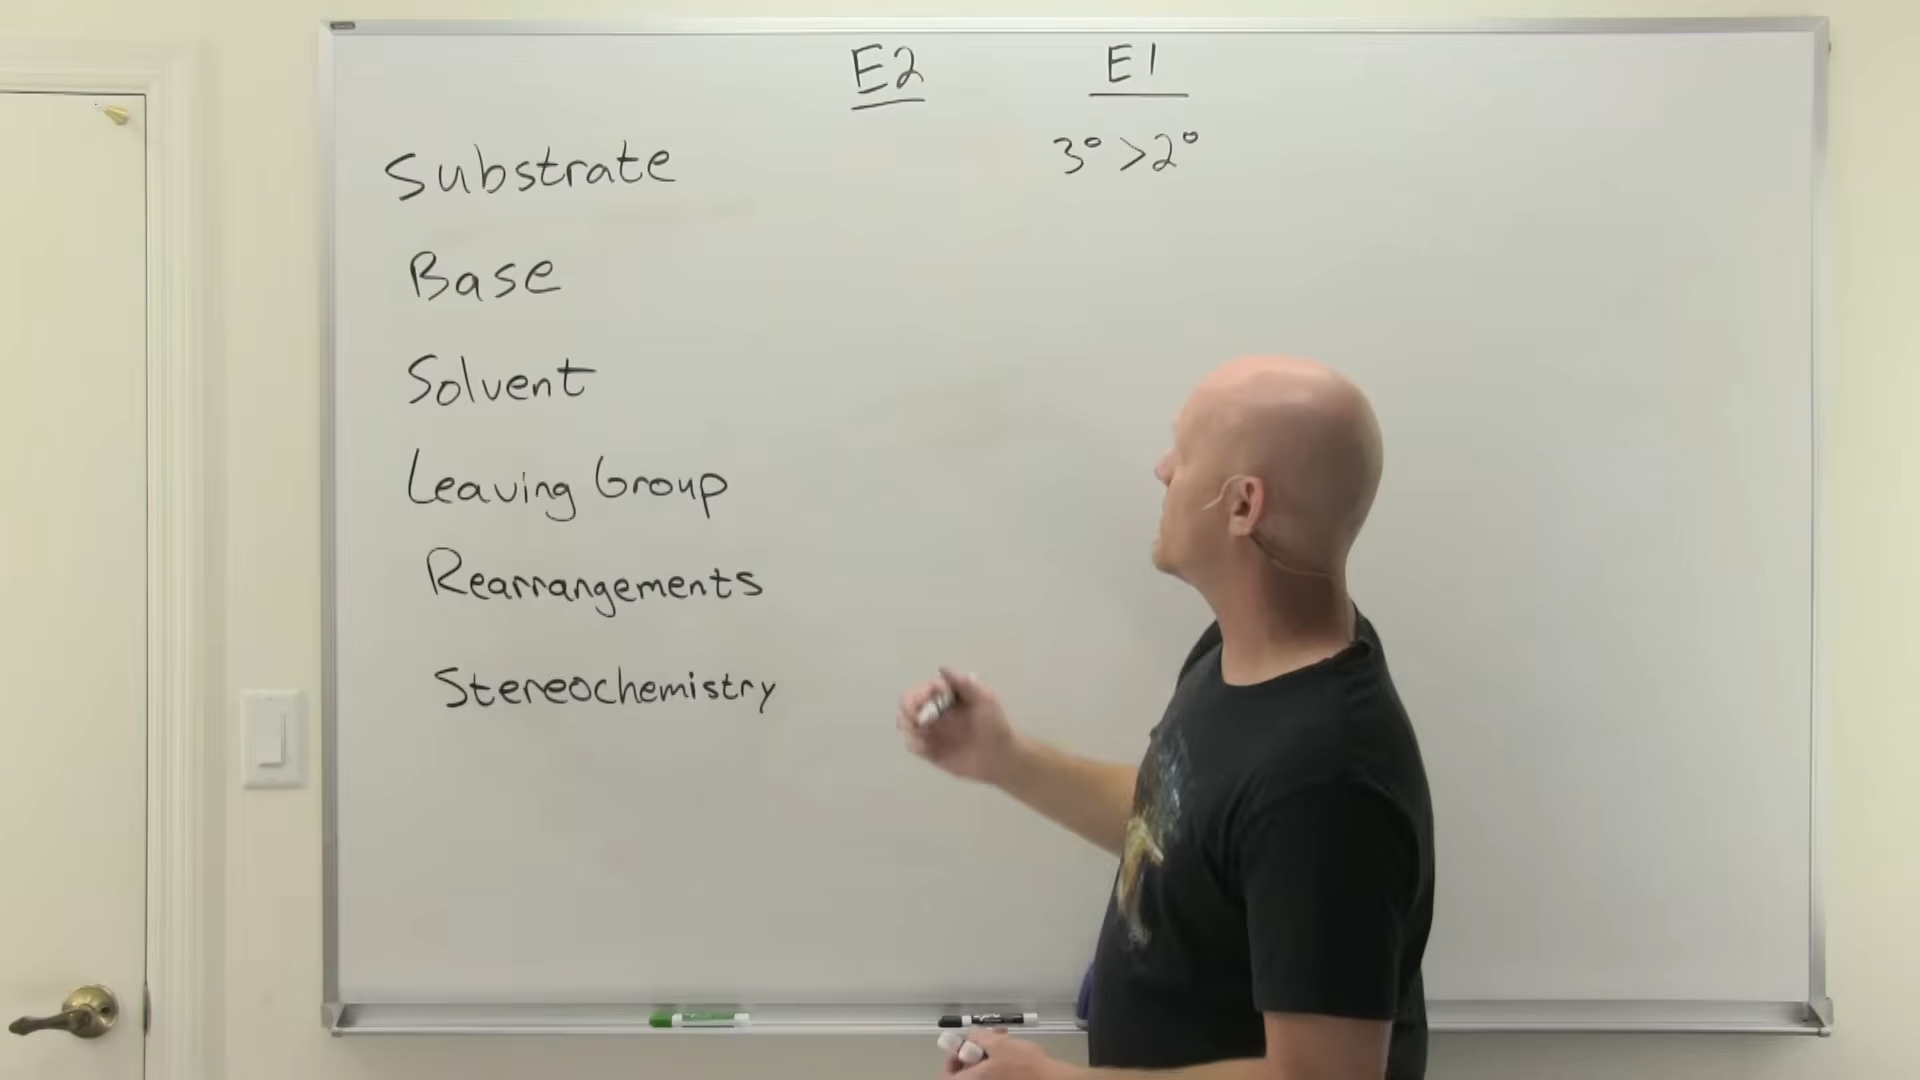 E2 E1
Substrate 3° > 2°
Base
Solvent
Leaving Group
Rearrangements
Stereochemistry